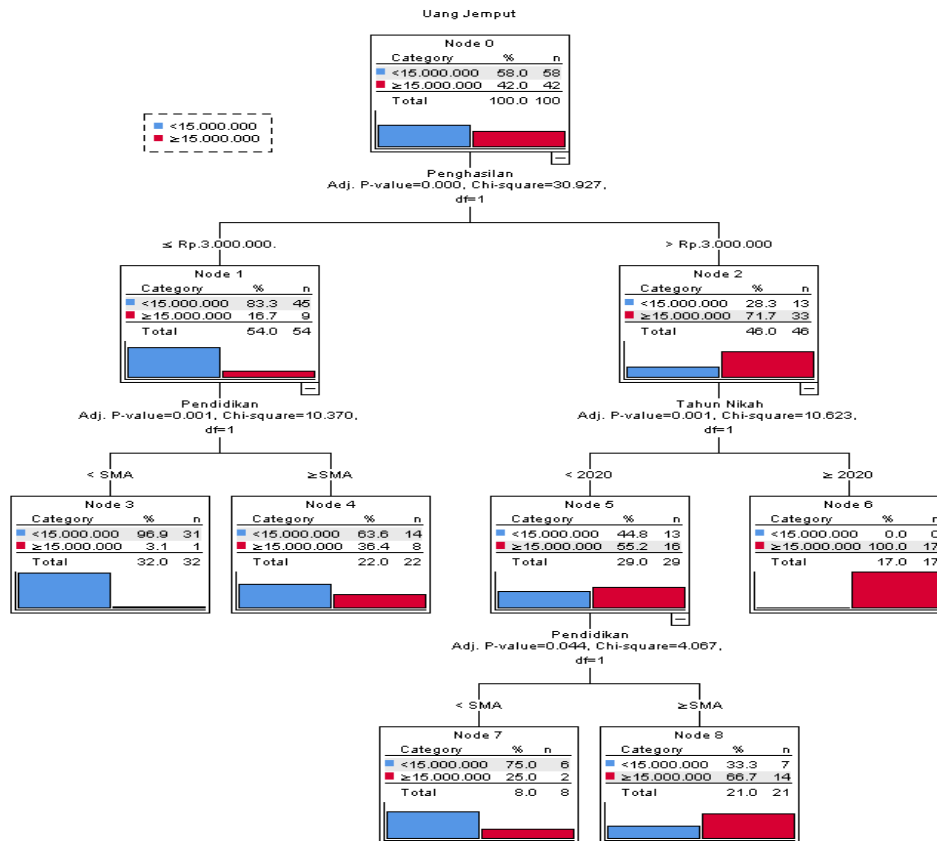 Uang Jemput
Node 0
Category % n
<15.000.000 58.0 58
≥15.000.000 42.0 42
Total 100.0 100
<15.000.000
≥15.000.000
Penghasilan
Adj. P-value=0.000, Chi-square=30.927,
df=1
≤ Rp.3.000.000.
> Rp.3.000.000
Node 1
Category % n
<15.000.000 83.3 45
≥15.000.000 16.7 9
Total 54.0 54
Node 2
Category % n
<15.000.000 28.3 13
≥15.000.000 71.7 33
Total 46.0 46
Pendidikan
Adj. P-value=0.001, Chi-square=10.370,
df=1
Tahun Nikah
Adj. P-value=0.001, Chi-square=10.623,
df=1
< SMA
≥SMA
< 2020
≥ 2020
Node 3
Category % n
<15.000.000 96.9 31
≥15.000.000 3.1 1
Total 32.0 32
Node 4
Category % n
<15.000.000 63.6 14
≥15.000.000 36.4 8
Total 22.0 22
Node 5
Category % n
<15.000.000 44.8 13
≥15.000.000 55.2 16
Total 29.0 29
Node 6
Category % n
<15.000.000 0.0 0
≥15.000.000 100.0 17
Total 17.0 17
Pendidikan
Adj. P-value=0.044, Chi-square=4.067,
df=1
< SMA
≥SMA
Node 7
Category % n
<15.000.000 75.0 6
≥15.000.000 25.0 2
Total 8.0 8
Node 8
Category % n
<15.000.000 33.3 7
≥15.000.000 66.7 14
Total 21.0 21